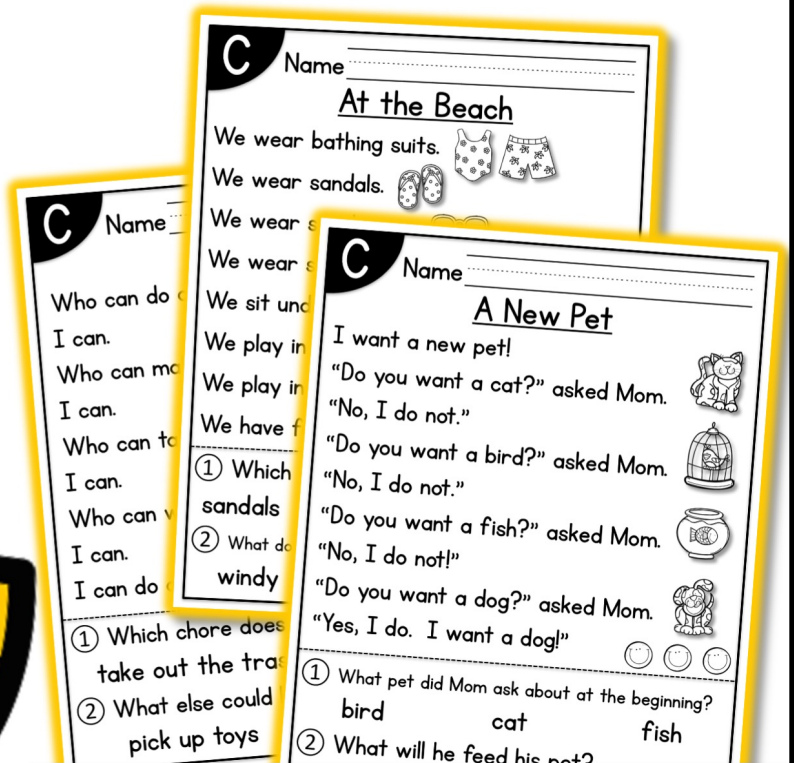 C
Name
At the Beach
We wear bathing suits.
We wear sandals.
We wear
We wear
We sit
We play in
We play in
We have
① Which
sandals
② What
windy
C
Name
Who can do
I can.
Who can
I can.
Who can
I can.
Who can
I can.
I can do
① Which chore does
take out the
② What else could
pick up toys
C
Name
A New Pet
I want a new pet!
“Do you want a cat?” asked Mom.
“No, I do not.”
“Do you want a bird?” asked Mom.
“No, I do not.”
“Do you want a fish?” asked Mom.
“No, I do not!”
“Do you want a dog?” asked Mom.
“Yes, I do. I want a dog!”
① What pet did Mom ask about at the beginning?
bird cat fish
② What will he feed his pet?